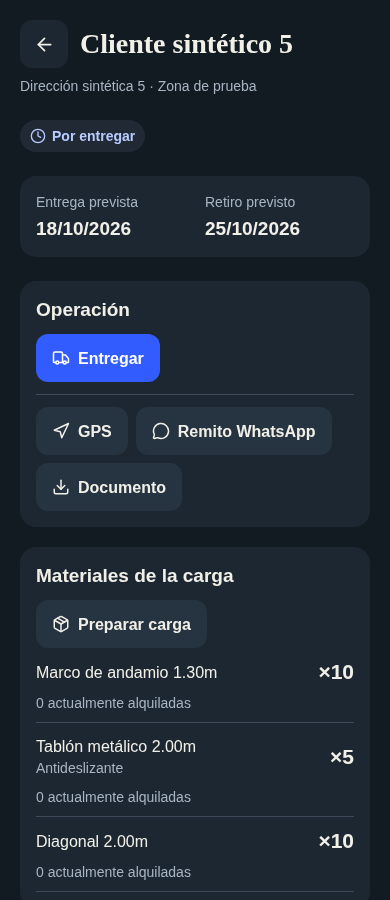 Cliente sintético 5
Dirección sintética 5 · Zona de prueba
Por entregar
Entrega prevista
18/10/2026
Retiro previsto
25/10/2026
Operación
Entregar
GPS
Remito WhatsApp
Documento
Materiales de la carga
Preparar carga
Marco de andamio 1.30m
×10
0 actualmente alquiladas
Tablón metálico 2.00m
Antideslizante
×5
0 actualmente alquiladas
Diagonal 2.00m
×10
0 actualmente alquiladas